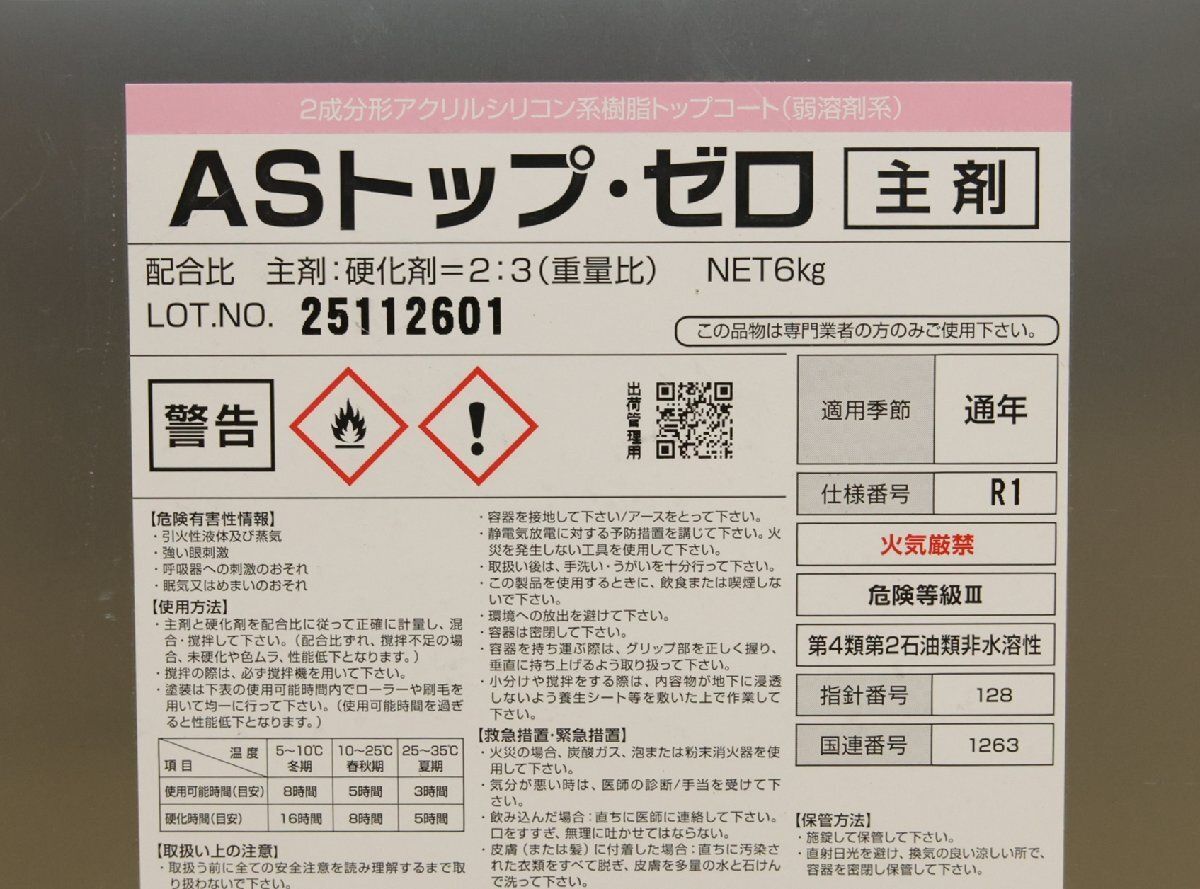 2成分形アクリルシリコン系樹脂トップコート(弱溶剤系)
ASトップ・ゼロ 主剤
配合比 主剤:硬化剤=2:3(重量比) NET6kg
LOT.NO. 25112601
この品物は専門業者の方のみご使用下さい。
警告
出荷管理用
適用季節 通年
仕様番号 R1
火気厳禁
危険等級Ⅲ
第4類第2石油類非水溶性
指針番号 128
国連番号 1263
【危険有害性情報】
・引火性液体及び蒸気
・強い眼刺激
・呼吸器への刺激のおそれ
・眠気又はめまいのおそれ
【使用方法】
・主剤と硬化剤を配合比に従って正確に計量し、混
合・撹拌して下さい。(配合比ずれ、撹拌不足の場
合、未硬化や色ムラ、性能低下となります。)
・撹拌の際は、必ず撹拌機を用いて下さい。
・塗装は下表の使用可能時間内でローラーや刷毛を
用いて均一に行って下さい。(使用可能時間を過ぎ
ると性能低下となります。)
温度 5~10℃ 10~25℃ 25~35℃
項目 冬期 春秋期 夏期
使用可能時間(目安) 8時間 5時間 3時間
硬化時間(目安) 16時間 8時間 5時間
【取扱い上の注意】
・取扱う前に全ての安全注意を読み理解するまで取
り扱わないで下さい。
・容器を接地して下さい/アースをとって下さい。
・静電気放電に対する予防措置を講じて下さい。火
災を発生しない工具を使用して下さい。
・取扱い後は、手洗い・うがいを十分行って下さい。
・この製品を使用するときに、飲食または喫煙しな
いで下さい。
・環境への放出を避けて下さい。
・容器は密閉して下さい。
・容器を持ち運ぶ際は、グリップ部を正しく握り、
垂直に持ち上げるよう取り扱って下さい。
・小分けや撹拌をする際は、内容物が地下に浸透
しないよう養生シート等を敷いた上で作業して
下さい。
【救急措置・緊急措置】
・火災の場合、炭酸ガス、泡または粉末消火器を使
用して下さい。
・気分が悪い時は、医師の診断/手当を受けて下
さい。
・飲み込んだ場合:直ちに医師に連絡して下さい。
口をすすぎ、無理に吐かせてはならない。
・皮膚(または髪)に付着した場合:直ちに汚染さ
れた衣類をすべて脱ぎ、皮膚を多量の水と石けん
で洗って下さい。
【保管方法】
・施錠して保管して下さい。
・直射日光を避け、換気の良い涼しい所で、
容器を密閉し保管して下さい。